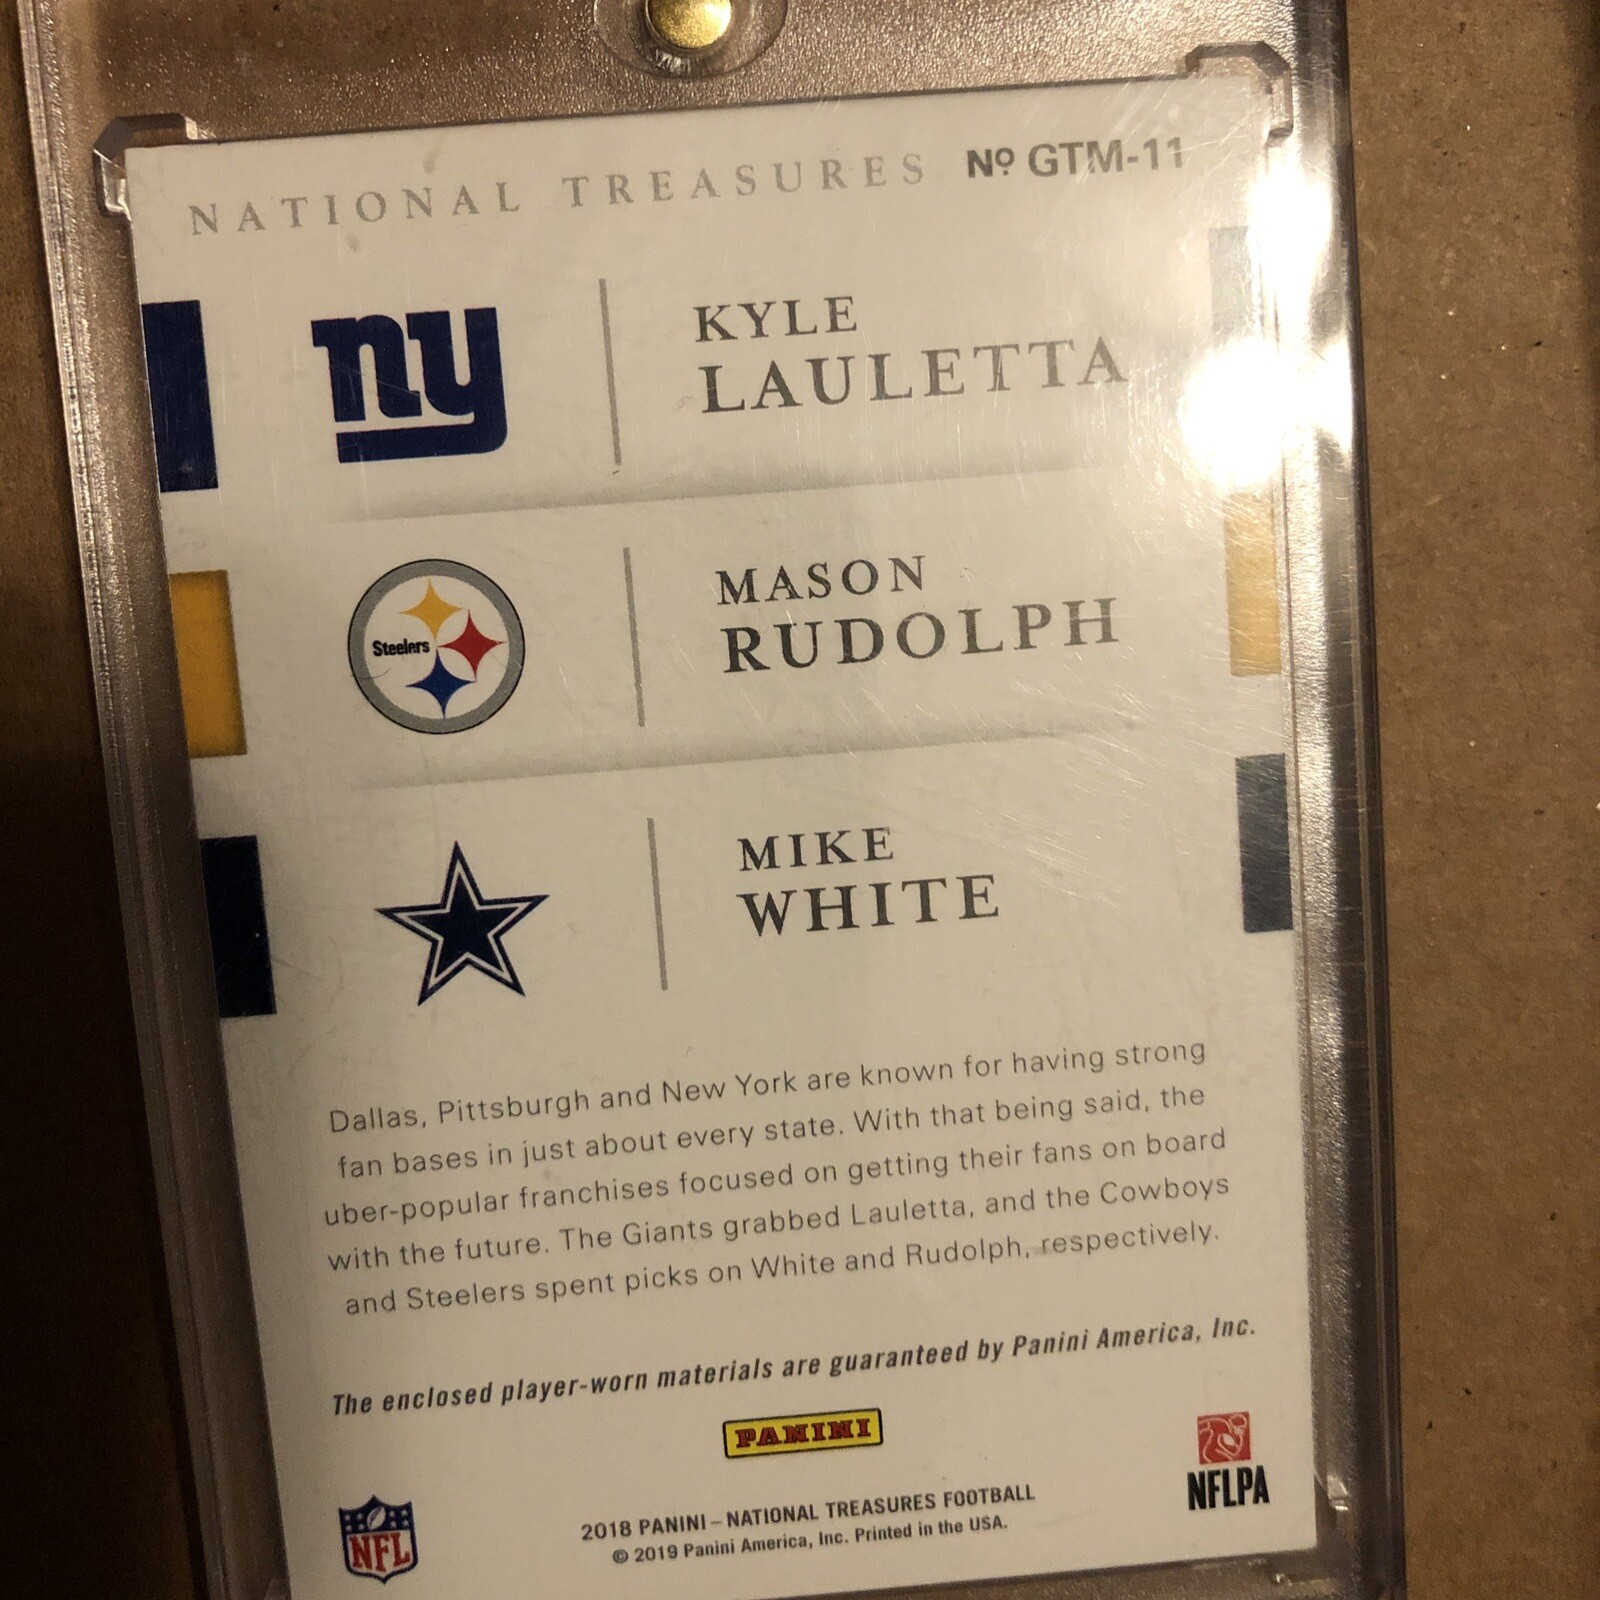 NATIONAL TREASURES Nº GTM-11
ny
KYLE
LAULETTA
Steelers
MASON
RUDOLPH
MIKE
WHITE
Dallas, Pittsburgh and New York are known for having strong
fan bases in just about every state. With that being said, the
uber-popular franchises focused on getting their fans on board
with the future. The Giants grabbed Lauletta, and the Cowboys
and Steelers spent picks on White and Rudolph, respectively.
The enclosed player-worn materials are guaranteed by Panini America, Inc.
PANINI
NFL
2018 PANINI – NATIONAL TREASURES FOOTBALL
© 2019 Panini America, Inc. Printed in the USA.
NFLPA